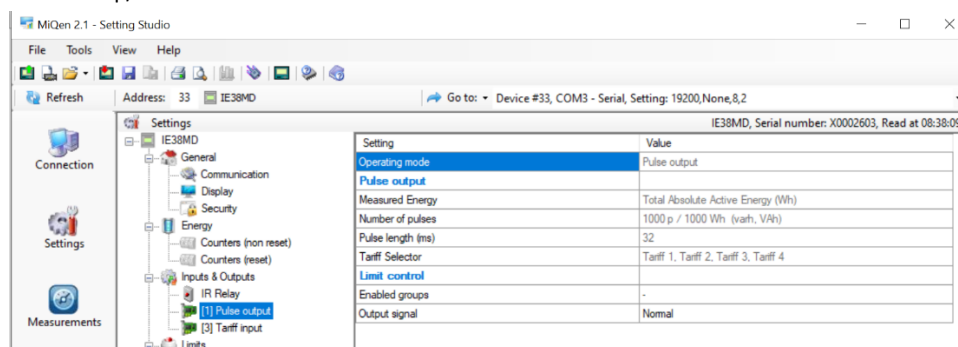 MiQen 2.1 - Setting Studio
File Tools View Help
Refresh Address: 33 IE38MD Go to: Device #33, COM3 - Serial, Setting: 19200,None,8,2
Settings IE38MD, Serial number: X0002603, Read at 08:38:09
Connection
Settings
Measurements
IE38MD
General
Communication
Display
Security
Energy
Counters (non reset)
Counters (reset)
Inputs & Outputs
IR Relay
[1] Pulse output
[3] Tariff input
Limits
Setting Value
Operating mode Pulse output
Pulse output
Measured Energy Total Absolute Active Energy (Wh)
Number of pulses 1000 p / 1000 Wh (varh, VAh)
Pulse length (ms) 32
Tariff Selector Tariff 1, Tariff 2, Tariff 3, Tariff 4
Limit control
Enabled groups -
Output signal Normal